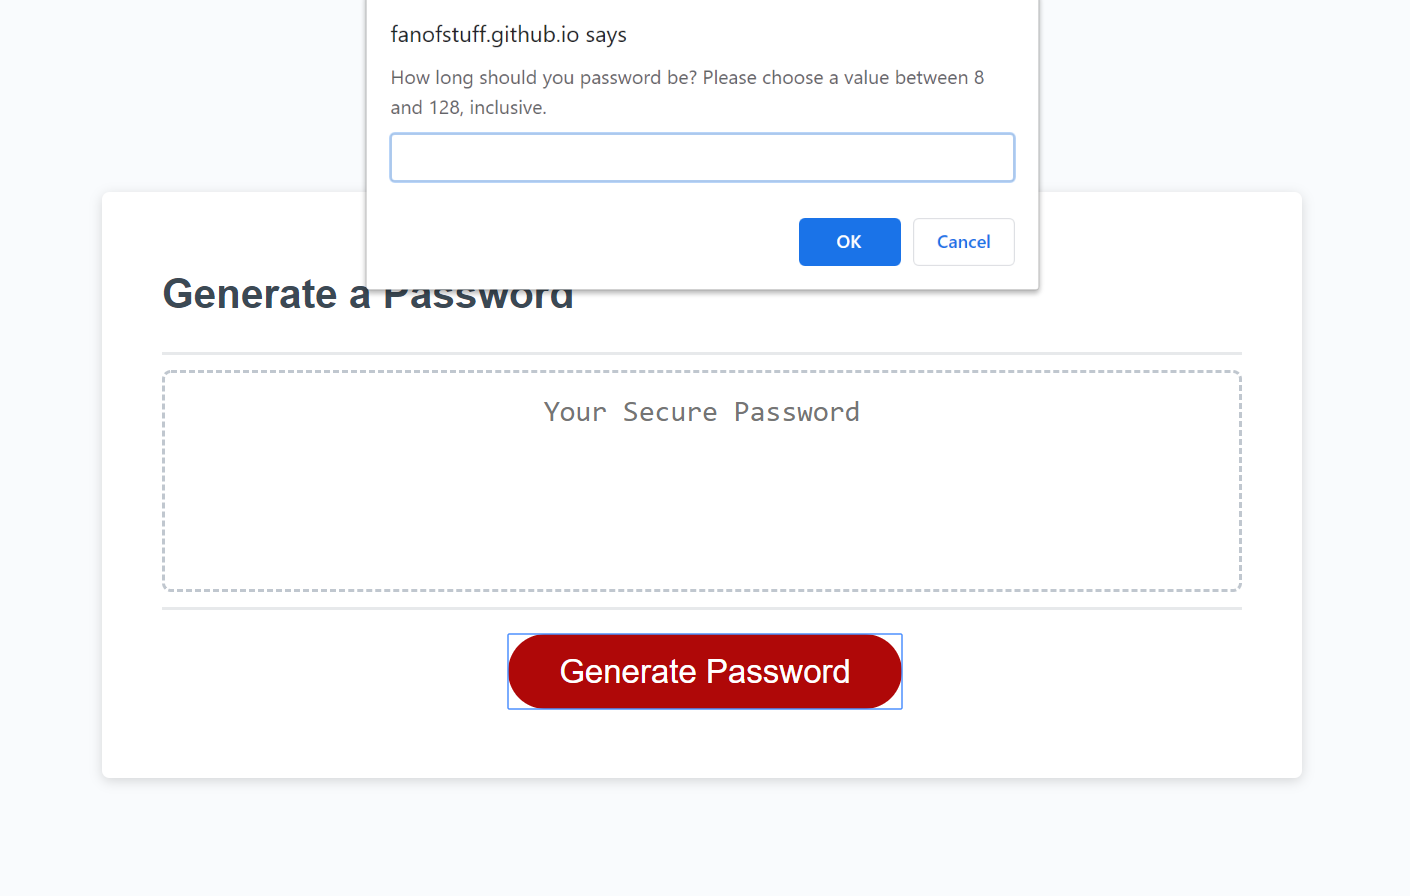 fanofstuff.github.io says
How long should you password be? Please choose a value between 8
and 128, inclusive.
OK
Cancel
Generate a Password
Your Secure Password
Generate Password